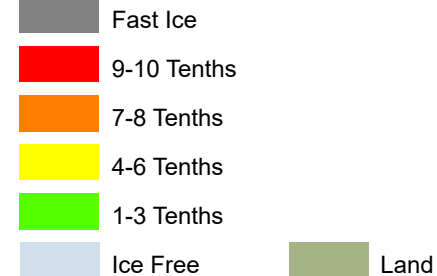 Fast Ice
9-10 Tenths
7-8 Tenths
4-6 Tenths
1-3 Tenths
Ice Free Land